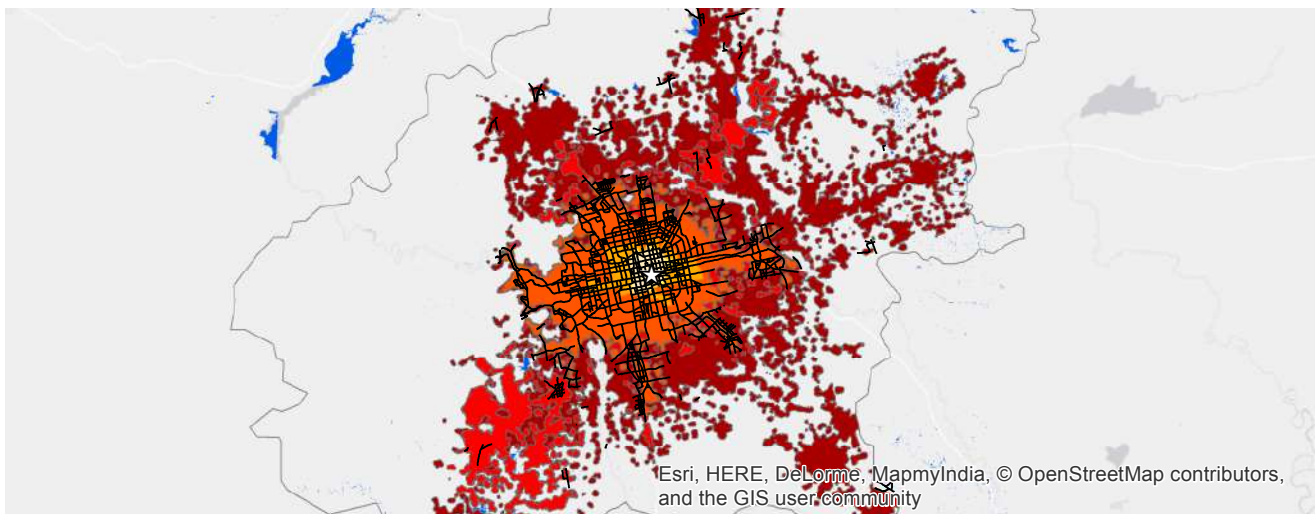 Esri, HERE, DeLorme, MapmyIndia, © OpenStreetMap contributors,
and the GIS user community